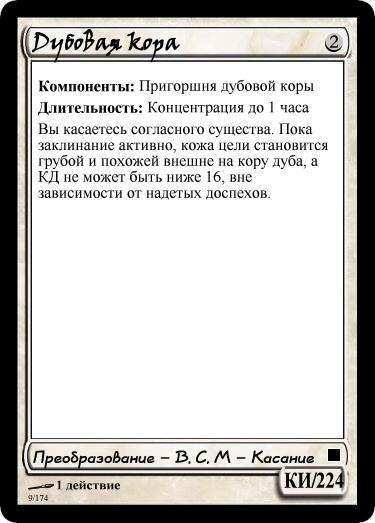 Дубовая кора
2
Компоненты: Пригоршня дубовой коры
Длительность: Концентрация до 1 часа
Вы касаетесь согласного существа. Пока
заклинание активно, кожа цели становится
грубой и похожей внешне на кору дуба, а
КД не может быть ниже 16, вне
зависимости от надетых доспехов.
Преобразование – В, С, М – Касание
КИ/224
1 действие
9/174